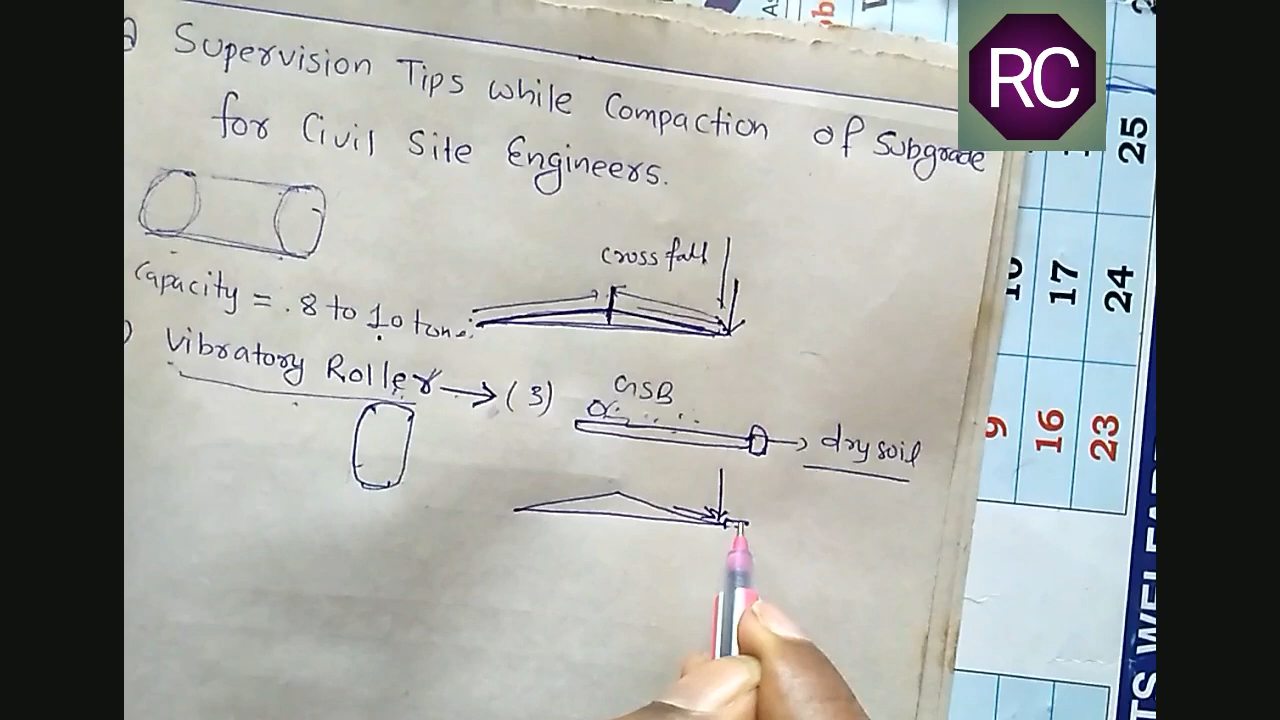 Supervision Tips while Compaction of Subgrade
for Civil Site Engineers.
cross fall
Capacity = . 8 to 10 tone.
Vibratory Roller → (3)
GSB
→ dry soil
RC
25
17
24
9
16
23